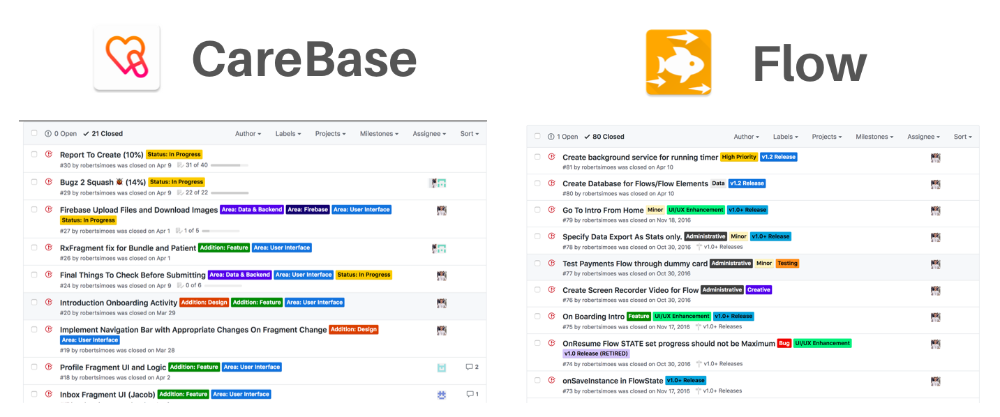 CareBase
0 Open 21 Closed Author Labels Projects Milestones Assignee Sort
Report To Create (10%) Status: In Progress
#30 by robertsimoes was closed on Apr 9 31 of 40
Bugz 2 Squash 🐞 (14%) Status: In Progress
#29 by robertsimoes was closed on Apr 9 22 of 22
Firebase Upload Files and Download Images Area: Data & Backend Area: Firebase Area: User Interface
Status: In Progress
#27 by robertsimoes was closed on Apr 1 1 of 5
RxFragment fix for Bundle and Patient Addition: Feature Area: User Interface
#26 by robertsimoes was closed on Apr 1
Final Things To Check Before Submitting Area: Data & Backend Area: User Interface Status: In Progress
#24 by robertsimoes was closed on Apr 9 0 of 6
Introduction Onboarding Activity Addition: Design Addition: Feature Area: User Interface
#20 by robertsimoes was closed on Mar 29
Implement Navigation Bar with Appropriate Changes On Fragment Change Addition: Design
Area: User Interface
#19 by robertsimoes was closed on Mar 28
Profile Fragment UI and Logic Addition: Feature Area: User Interface 2
#18 by robertsimoes was closed on Apr 2
Inbox Fragment UI (Jacob) Addition: Feature Area: User Interface 1
Flow
1 Open 80 Closed Author Labels Projects Milestones Assignee Sort
Create background service for running timer High Priority v1.2 Release
#81 by robertsimoes was closed on Apr 10
Create Database for Flows/Flow Elements Data v1.2 Release
#80 by robertsimoes was closed on Apr 10
Go To Intro From Home Minor UI/UX Enhancement v1.0+ Release
#79 by robertsimoes was closed on Nov 18, 2016
Specify Data Export As Stats only. Administrative Minor v1.0+ Release
#78 by robertsimoes was closed on Oct 30, 2016 v1.0+ Releases
Test Payments Flow through dummy card Administrative Minor Testing
#77 by robertsimoes was closed on Oct 30, 2016
Create Screen Recorder Video for Flow Administrative Creative
#76 by robertsimoes was closed on Oct 30, 2016
On Boarding Intro Feature UI/UX Enhancement v1.0+ Release
#75 by robertsimoes was closed on Nov 17, 2016 v1.0+ Releases
OnResume Flow STATE set progress should not be Maximum Bug UI/UX Enhancement
v1.0 Release (RETIRED)
#74 by robertsimoes was closed on Oct 30, 2016 v1.0+ Releases
onSaveInstance in FlowState v1.0+ Release
#73 by robertsimoes was closed on Nov 17, 2016 v1.0+ Releases